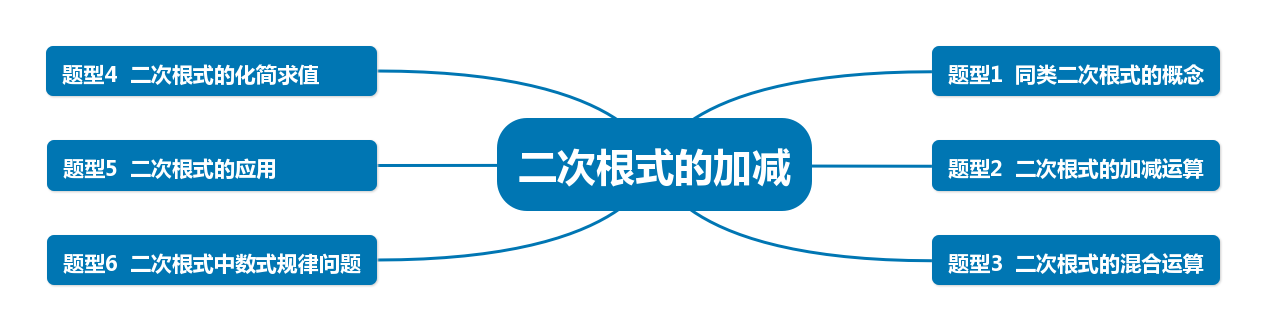 二次根式的加减
题型1 同类二次根式的概念
题型2 二次根式的加减运算
题型3 二次根式的混合运算
题型4 二次根式的化简求值
题型5 二次根式的应用
题型6 二次根式中数式规律问题